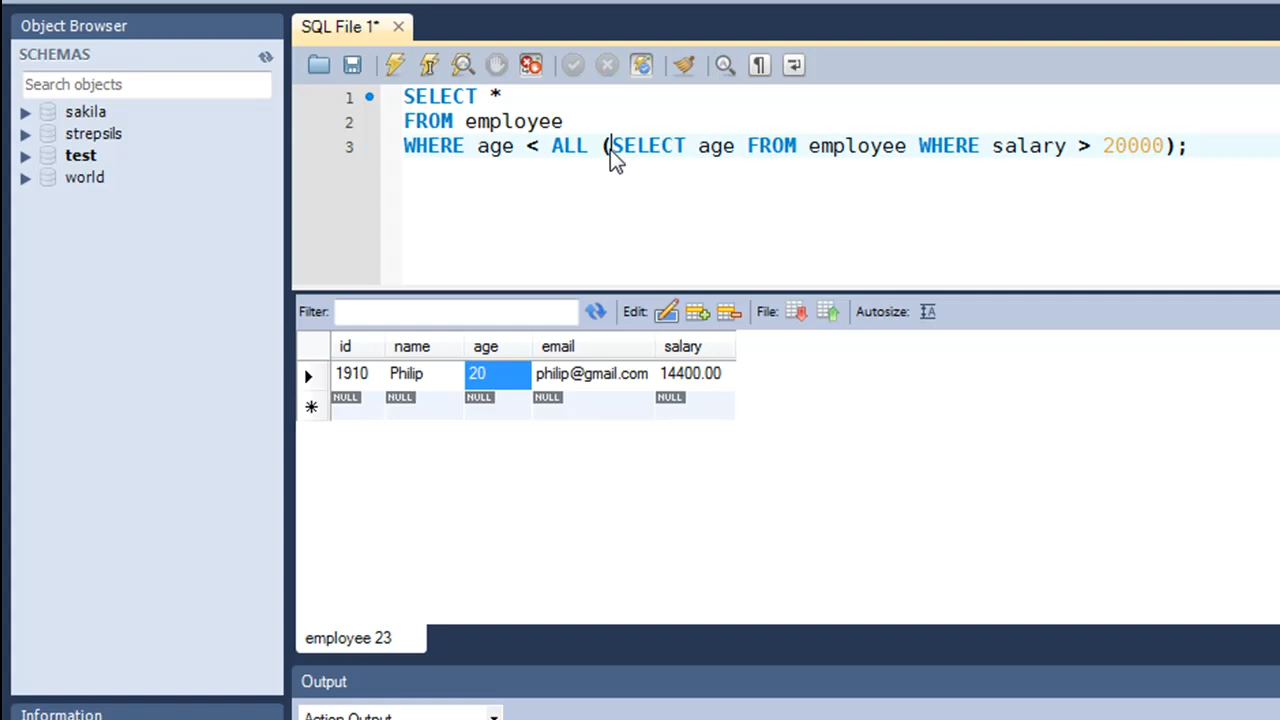 Object Browser
SCHEMAS
Search objects
sakila
strepsils
test
world
Information
SQL File 1*
1 SELECT *
2 FROM employee
3 WHERE age < ALL (SELECT age FROM employee WHERE salary > 20000);
Filter: Edit: File: Autosize:
id name age email salary
1910 Philip 20 philip@gmail.com 14400.00
NULL NULL NULL NULL NULL
employee 23
Output
Action Output